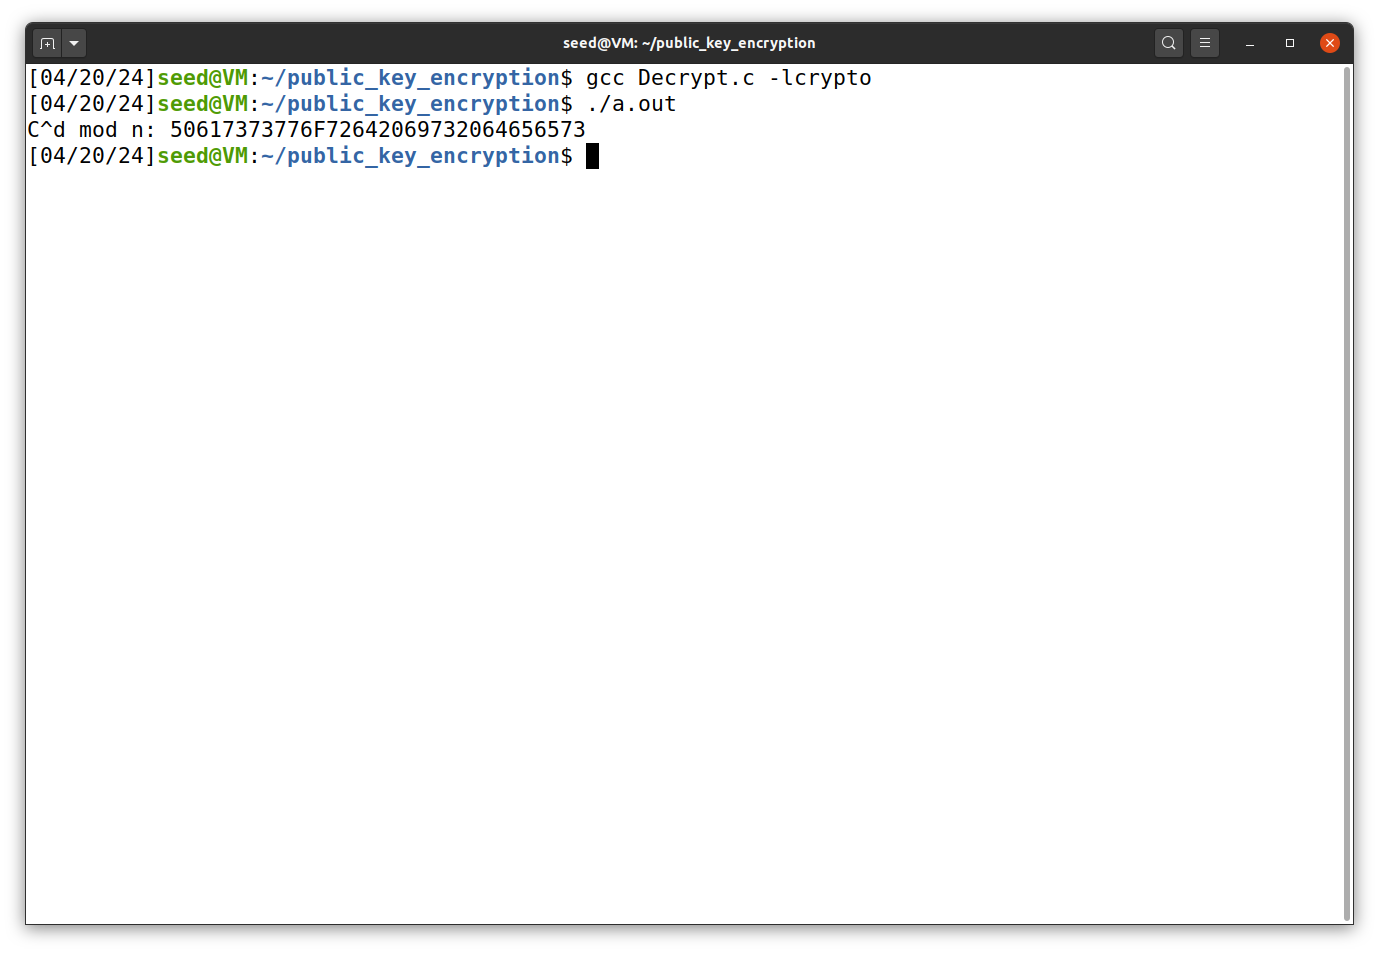 seed@VM: ~/public_key_encryption
[04/20/24]seed@VM:~/public_key_encryption$ gcc Decrypt.c -lcrypto
[04/20/24]seed@VM:~/public_key_encryption$ ./a.out
C^d mod n: 50617373776F72642069732064656573
[04/20/24]seed@VM:~/public_key_encryption$